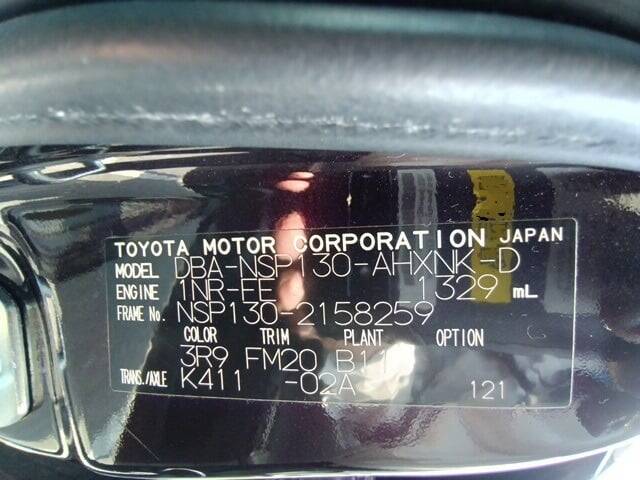 TOYOTA MOTOR CORPORATION JAPAN
MODEL DBA-NSP130-AHXNK-D
ENGINE 1NR-FE 1329 mL
FRAME No. NSP130-2158259
COLOR TRIM PLANT OPTION
3R9 FM20 B11
TRANS./AXLE K411 -02A 121